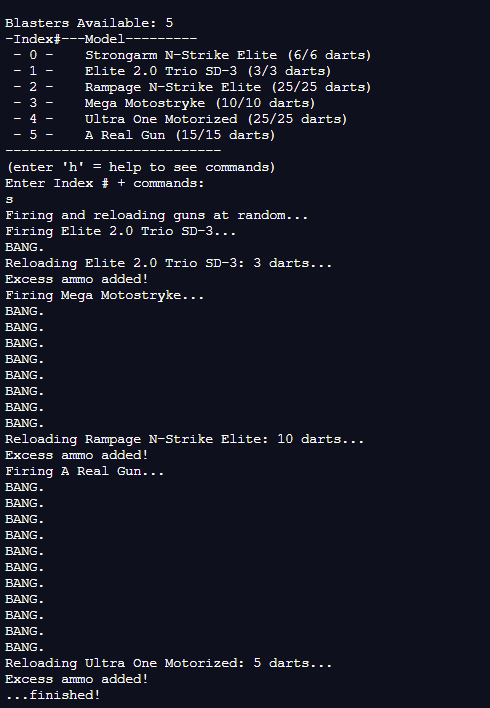 Blasters Available: 5
-Index#---Model---------
- 0 -    Strongarm N-Strike Elite (6/6 darts)
- 1 -    Elite 2.0 Trio SD-3 (3/3 darts)
- 2 -    Rampage N-Strike Elite (25/25 darts)
- 3 -    Mega Motostryke (10/10 darts)
- 4 -    Ultra One Motorized (25/25 darts)
- 5 -    A Real Gun (15/15 darts)
---------------------------
(enter 'h' = help to see commands)
Enter Index # + commands:
s
Firing and reloading guns at random...
Firing Elite 2.0 Trio SD-3...
BANG.
Reloading Elite 2.0 Trio SD-3: 3 darts...
Excess ammo added!
Firing Mega Motostryke...
BANG.
BANG.
BANG.
BANG.
BANG.
BANG.
BANG.
BANG.
Reloading Rampage N-Strike Elite: 10 darts...
Excess ammo added!
Firing A Real Gun...
BANG.
BANG.
BANG.
BANG.
BANG.
BANG.
BANG.
BANG.
BANG.
BANG.
BANG.
Reloading Ultra One Motorized: 5 darts...
Excess ammo added!
...finished!